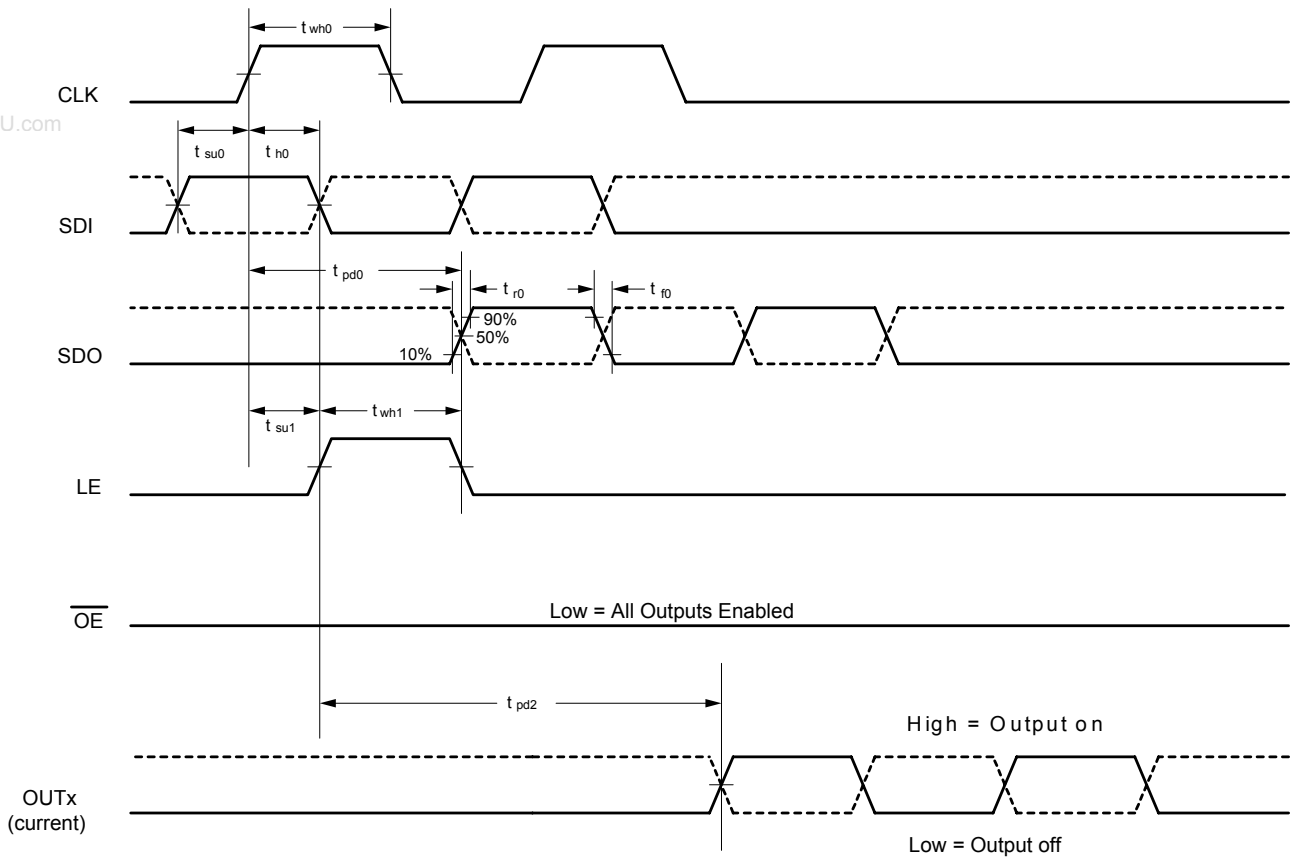 t wh0
CLK
U.com
t su0
t h0
SDI
t pd0
t r0
t f0
90%
50%
10%
SDO
t wh1
t su1
LE
OE
Low = All Outputs Enabled
t pd2
High = Output on
OUTx
(current)
Low = Output off